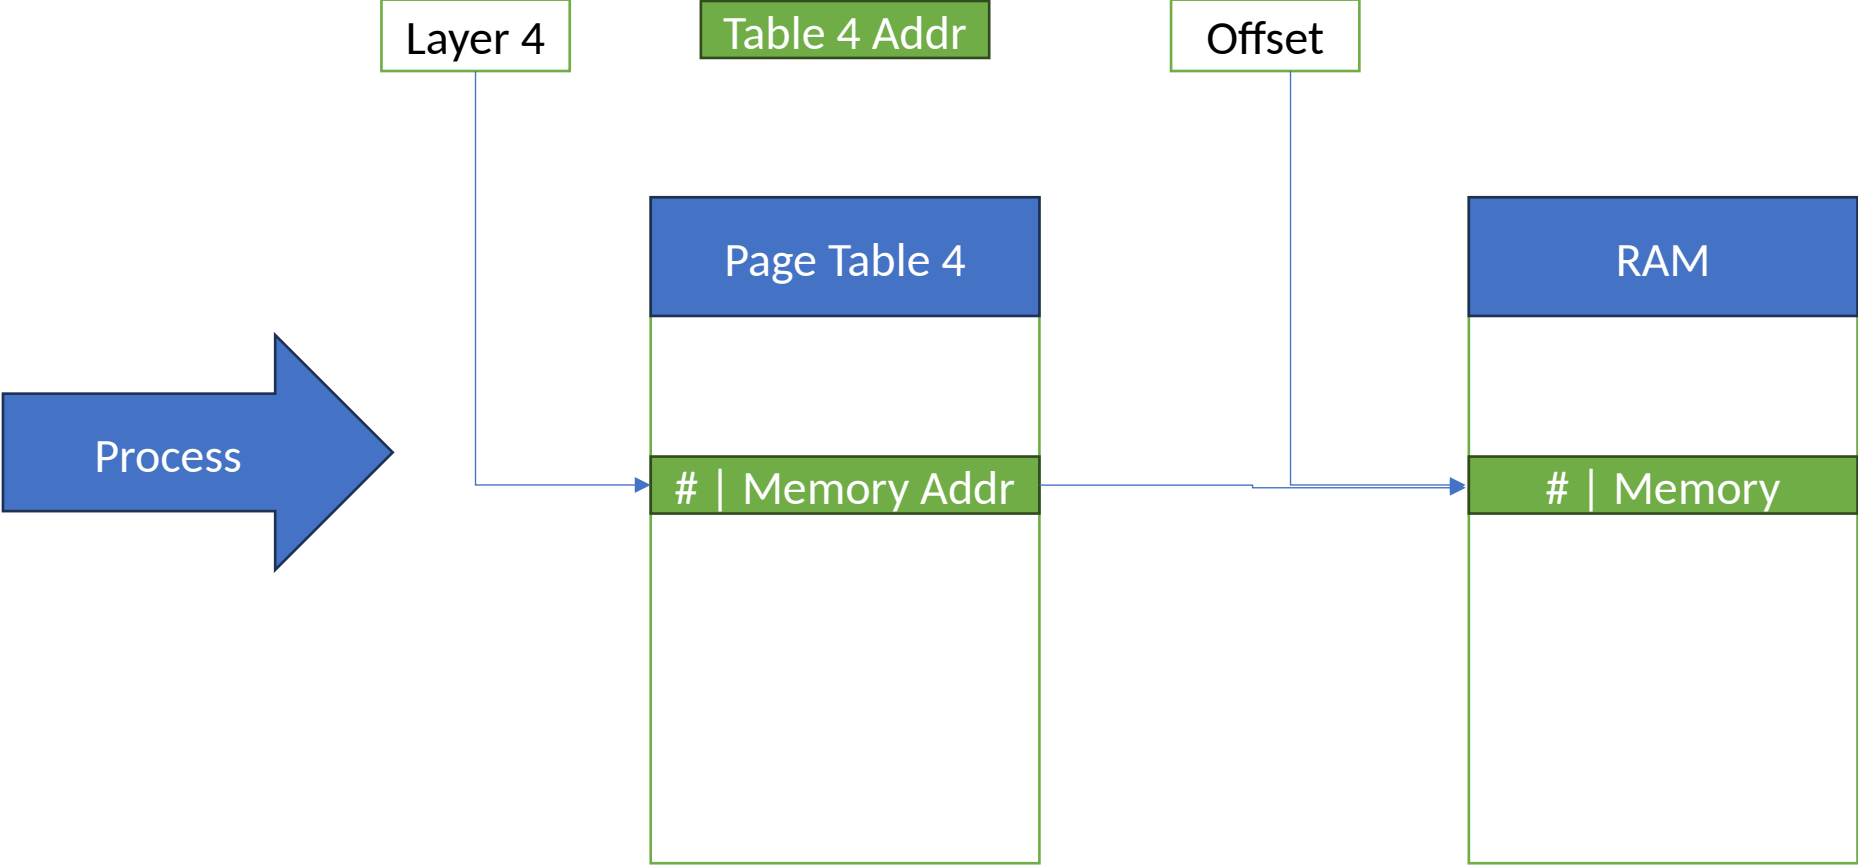 Layer 4
Table 4 Addr
Offset
Page Table 4
RAM
Process
# | Memory Addr
# | Memory